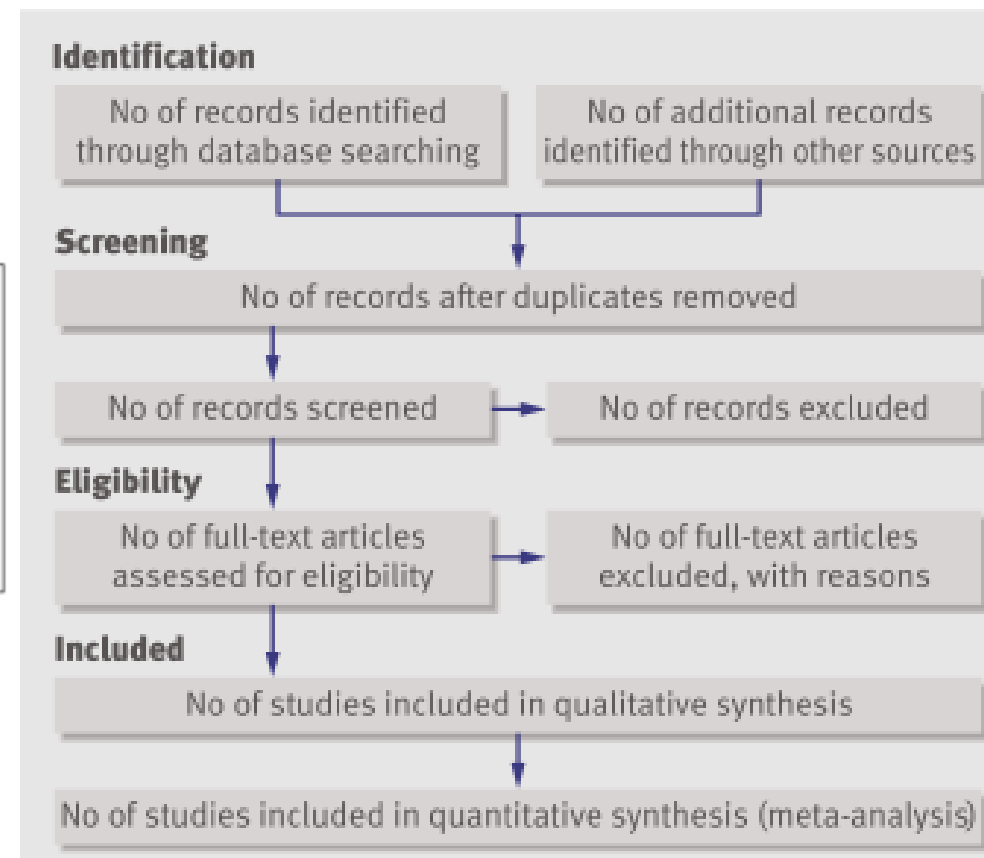 Identification
No of records identified
through database searching
No of additional records
identified through other sources
Screening
No of records after duplicates removed
No of records screened
No of records excluded
Eligibility
No of full-text articles
assessed for eligibility
No of full-text articles
excluded, with reasons
Included
No of studies included in qualitative synthesis
No of studies included in quantitative synthesis (meta-analysis)